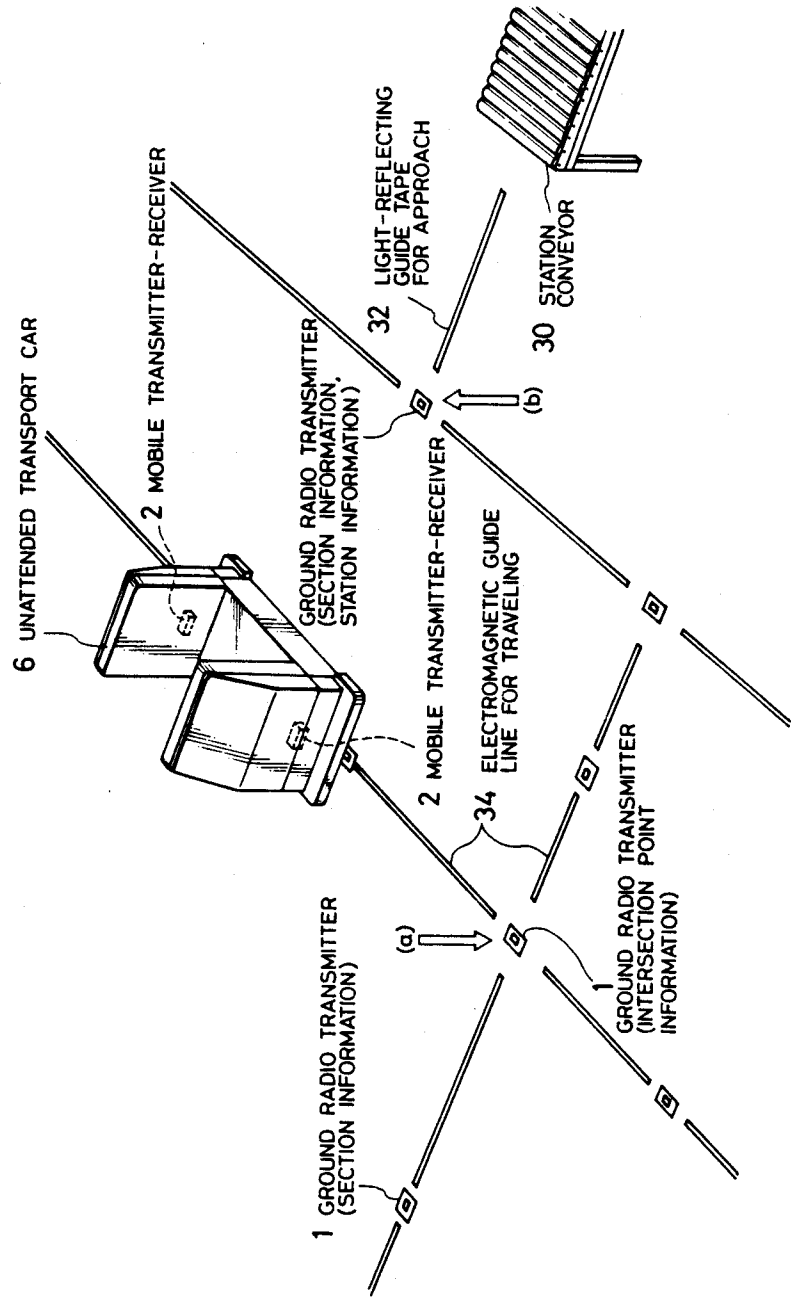 6 UNATTENDED TRANSPORT CAR
2 MOBILE TRANSMITTER-RECEIVER
1 GROUND RADIO TRANSMITTER
(SECTION INFORMATION)
GROUND RADIO TRANSMITTER
(SECTION INFORMATION,
STATION INFORMATION)
32 LIGHT-REFLECTING
GUIDE TAPE
FOR APPROACH
2 MOBILE TRANSMITTER-RECEIVER
(a)
34 ELECTROMAGNETIC GUIDE
LINE FOR TRAVELING
(b)
30 STATION
CONVEYOR
1
GROUND RADIO TRANSMITTER
(INTERSECTION POINT
INFORMATION)